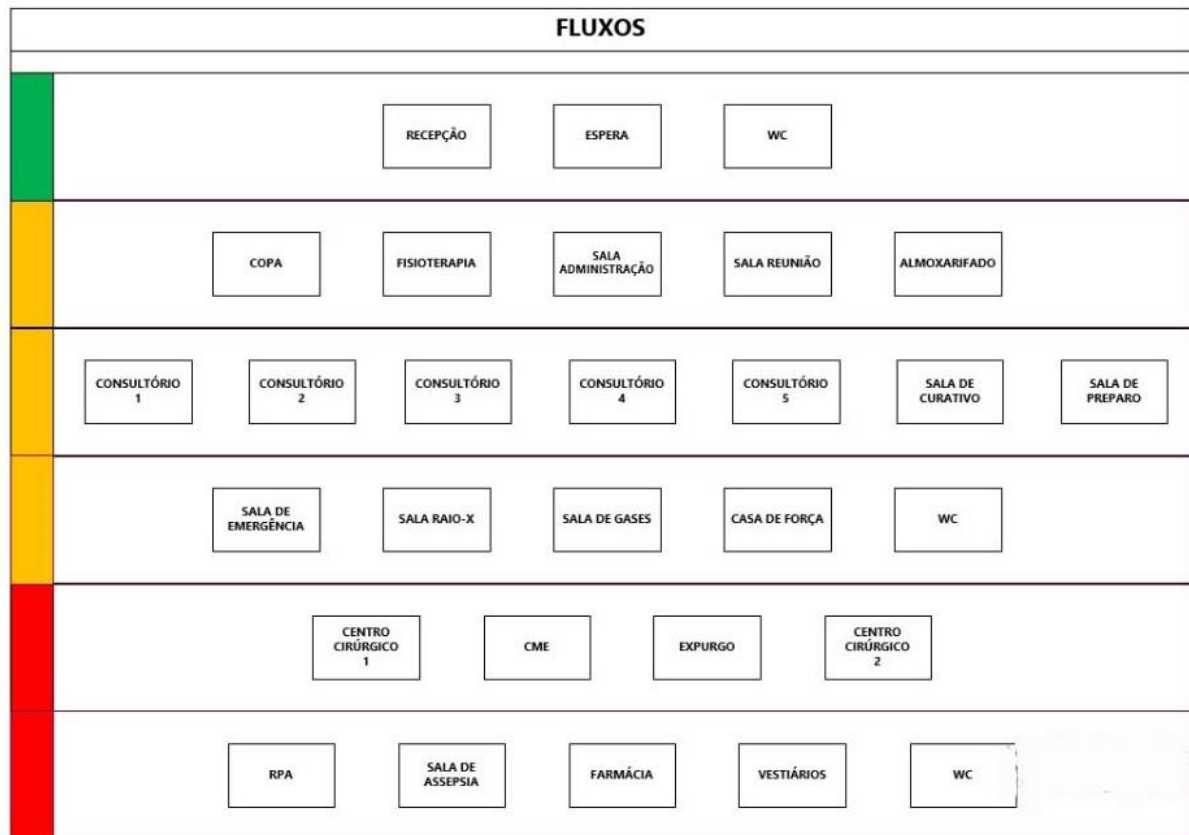 FLUXOS
RECEPÇÃO
ESPERA
WC
COPA
FISIOTERAPIA
SALA
ADMINISTRAÇÃO
SALA REUNIÃO
ALMOXARIFADO
CONSULTÓRIO
1
CONSULTÓRIO
2
CONSULTÓRIO
3
CONSULTÓRIO
4
CONSULTÓRIO
5
SALA DE
CURATIVO
SALA DE
PREPARO
SALA DE
EMERGÊNCIA
SALA RAIO-X
SALA DE GASES
CASA DE FORÇA
WC
CENTRO
CIRÚRGICO
1
CME
EXPURGO
CENTRO
CIRÚRGICO
2
RPA
SALA DE
ASSEPSIA
FARMÁCIA
VESTIÁRIOS
WC